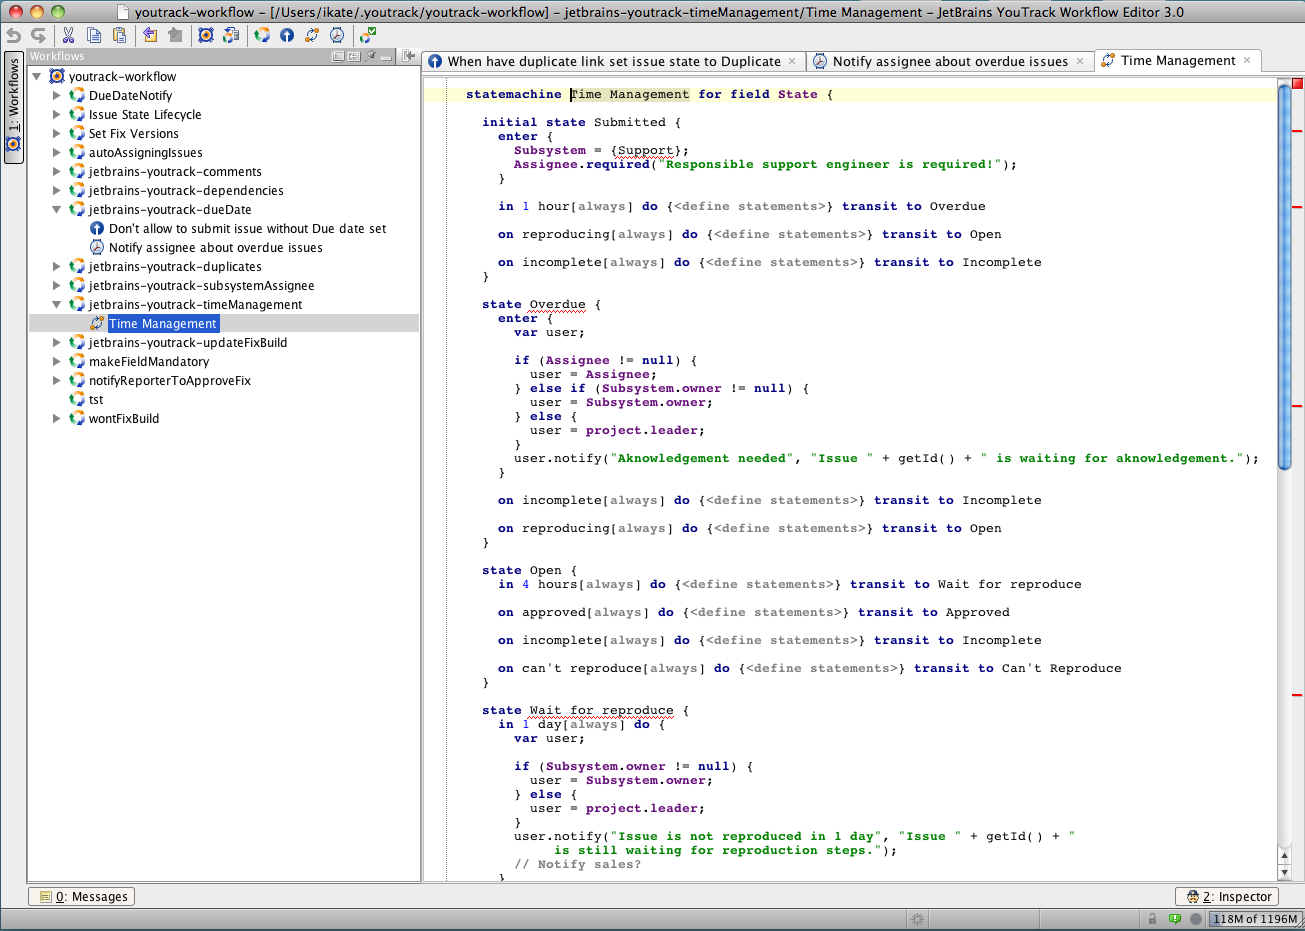 youtrack-workflow – [/Users/ikate/.youtrack/youtrack-workflow] – jetbrains-youtrack-timeManagement/Time Management – JetBrains YouTrack Workflow Editor 3.0
1: Workflows
Workflows
youtrack-workflow
DueDateNotify
Issue State Lifecycle
Set Fix Versions
autoAssigningIssues
jetbrains-youtrack-comments
jetbrains-youtrack-dependencies
jetbrains-youtrack-dueDate
Don't allow to submit issue without Due date set
Notify assignee about overdue issues
jetbrains-youtrack-duplicates
jetbrains-youtrack-subsystemAssignee
jetbrains-youtrack-timeManagement
Time Management
jetbrains-youtrack-updateFixBuild
makeFieldMandatory
notifyReporterToApproveFix
tst
wontFixBuild
When have duplicate link set issue state to Duplicate
Notify assignee about overdue issues
Time Management
statemachine Time Management for field State {
initial state Submitted {
enter {
Subsystem = {Support};
Assignee.required("Responsible support engineer is required!");
}
in 1 hour[always] do {<define statements>} transit to Overdue
on reproducing[always] do {<define statements>} transit to Open
on incomplete[always] do {<define statements>} transit to Incomplete
}
state Overdue {
enter {
var user;
if (Assignee != null) {
user = Assignee;
} else if (Subsystem.owner != null) {
user = Subsystem.owner;
} else {
user = project.leader;
}
user.notify("Aknowledgement needed", "Issue " + getId() + " is waiting for aknowledgement.");
}
on incomplete[always] do {<define statements>} transit to Incomplete
on reproducing[always] do {<define statements>} transit to Open
}
state Open {
in 4 hours[always] do {<define statements>} transit to Wait for reproduce
on approved[always] do {<define statements>} transit to Approved
on incomplete[always] do {<define statements>} transit to Incomplete
on can't reproduce[always] do {<define statements>} transit to Can't Reproduce
}
state Wait for reproduce {
in 1 day[always] do {
var user;
if (Subsystem.owner != null) {
user = Subsystem.owner;
} else {
user = project.leader;
}
user.notify("Issue is not reproduced in 1 day", "Issue " + getId() + "
is still waiting for reproduction steps.");
// Notify sales?
}
0: Messages
2: Inspector
118M of 1196M